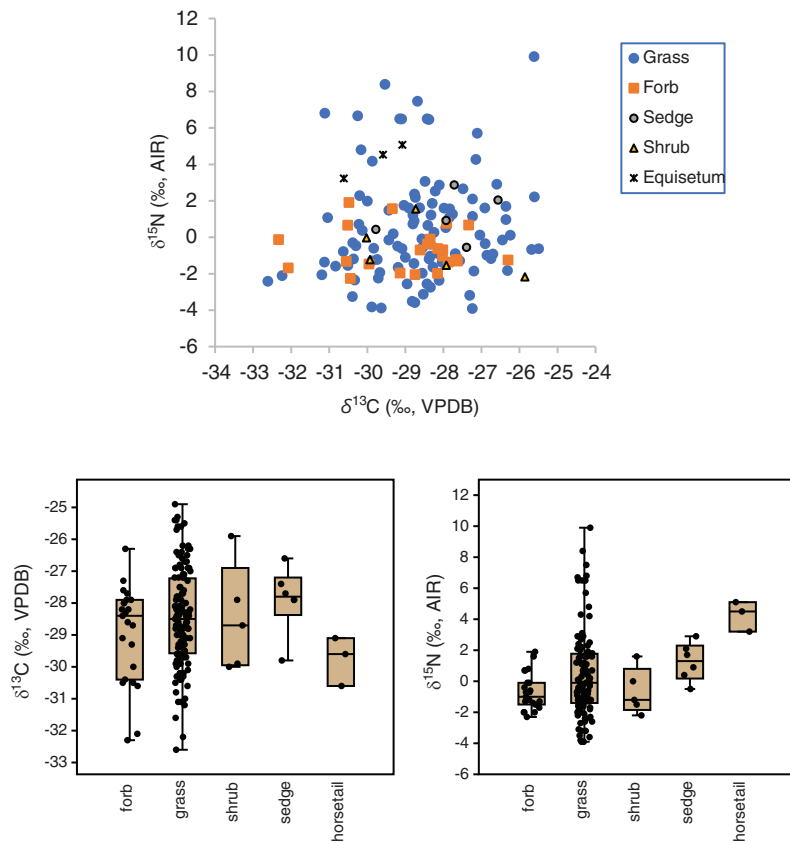 12
10
8
6
4
2
0
-2
-4
-6
δ15N (‰, AIR)
-34 -33 -32 -31 -30 -29 -28 -27 -26 -25 -24
δ13C (‰, VPDB)
Grass
Forb
Sedge
Shrub
Equisetum
-25
-26
-27
-28
-29
-30
-31
-32
-33
δ13C (‰, VPDB)
forb
grass
shrub
sedge
horsetail
12
10
8
6
4
2
0
-2
-4
-6
δ15N (‰, AIR)
forb
grass
shrub
sedge
horsetail